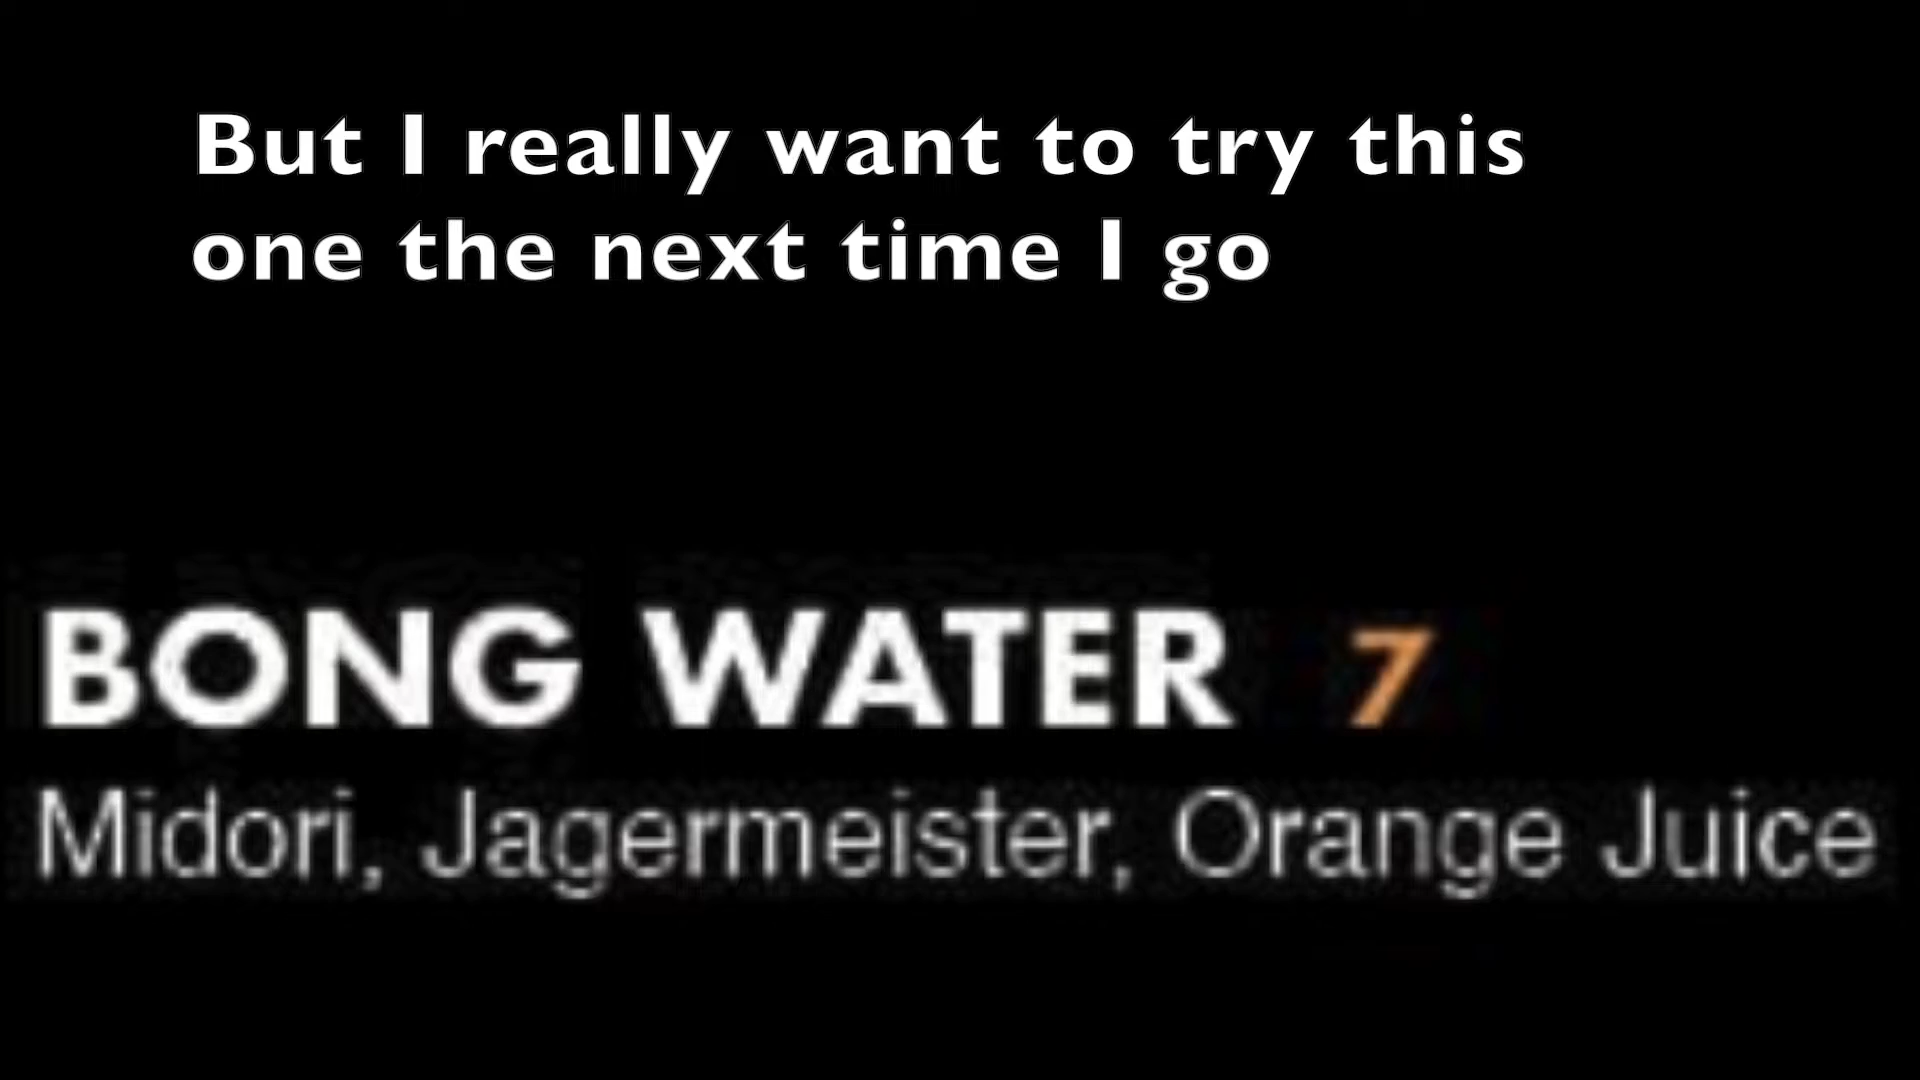 But I really want to try this
one the next time I go
BONG WATER 7
Midori, Jagermeister, Orange Juice